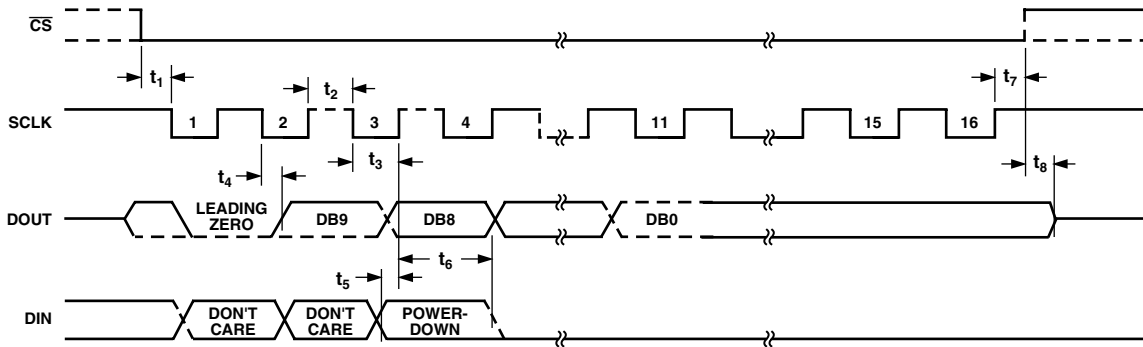 CS
t1
t2
t7
SCLK
1
2
3
4
11
15
16
t3
t4
t8
DOUT
LEADING
ZERO
DB9
DB8
DB0
t5
t6
DIN
DON'T
CARE
DON'T
CARE
POWER-
DOWN